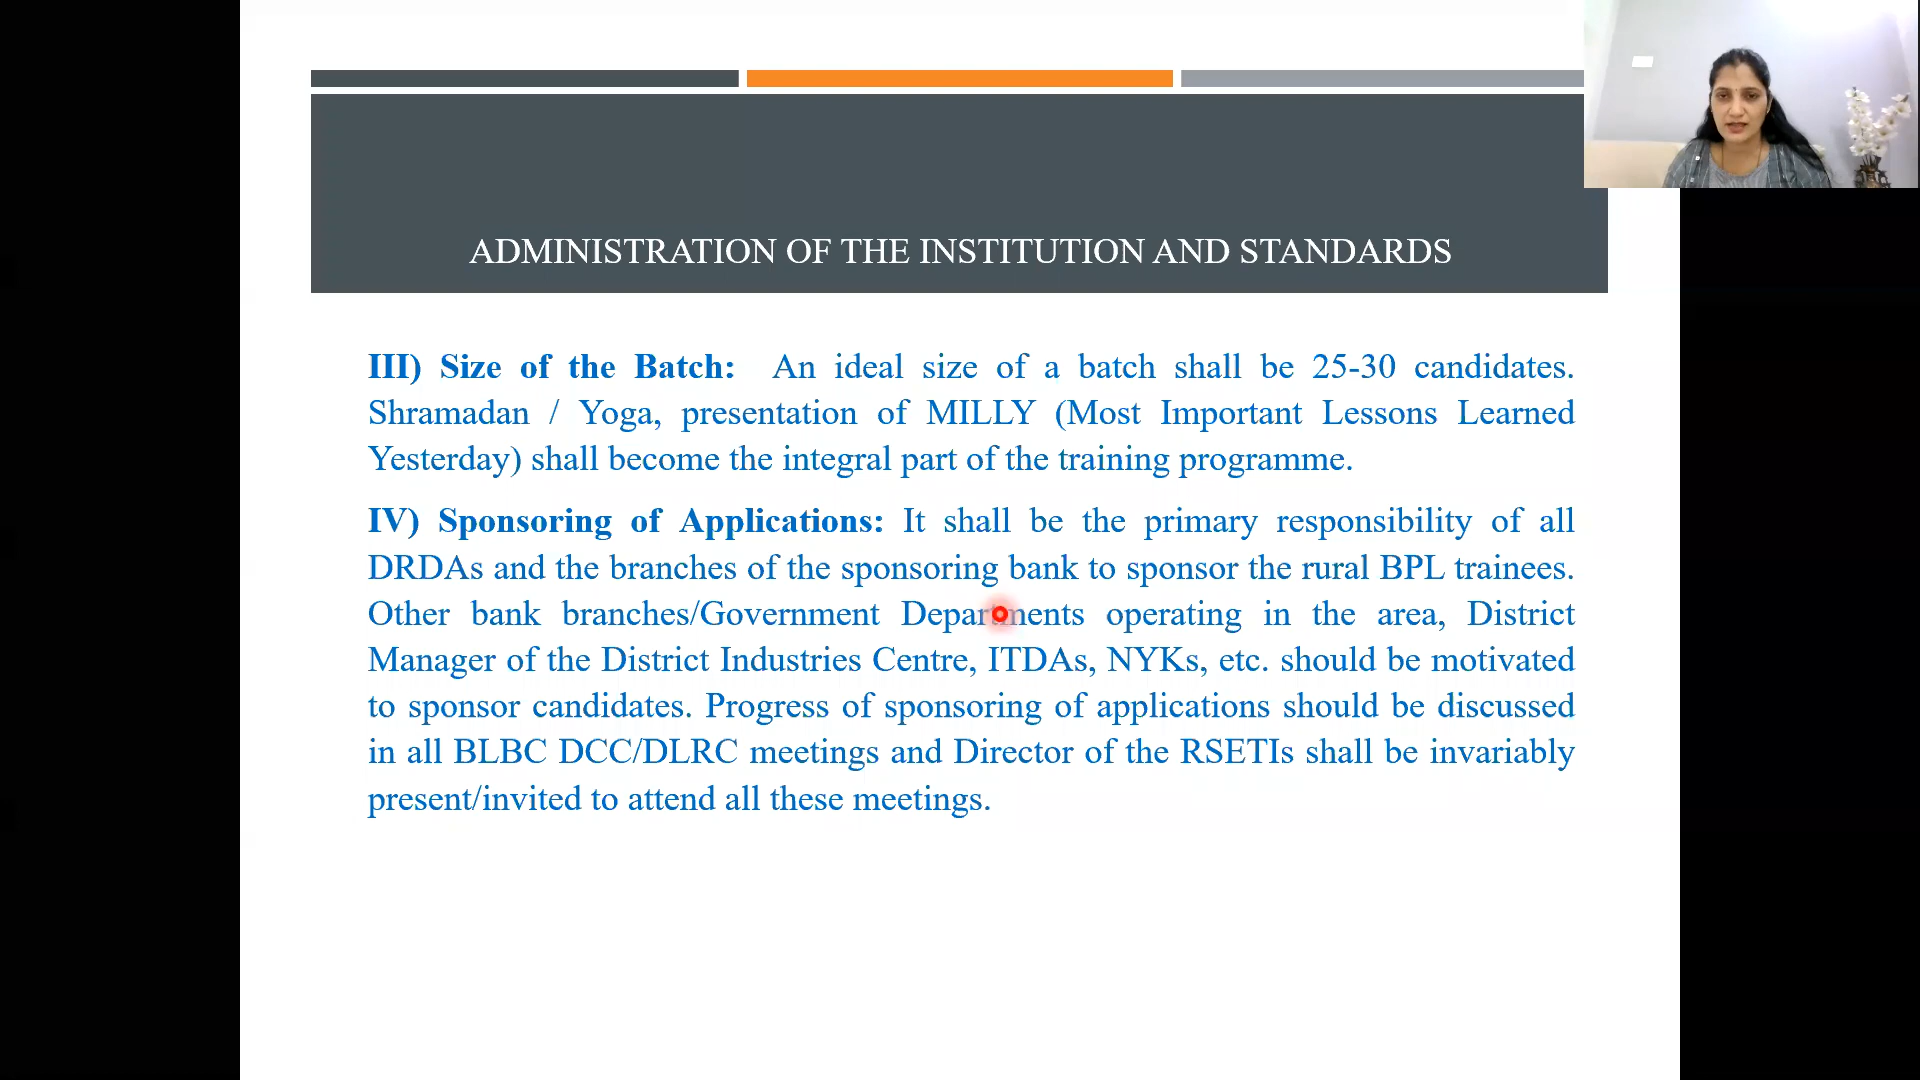 ADMINISTRATION OF THE INSTITUTION AND STANDARDS
III) Size of the Batch: An ideal size of a batch shall be 25-30 candidates.
Shramadan / Yoga, presentation of MILLY (Most Important Lessons Learned
Yesterday) shall become the integral part of the training programme.
IV) Sponsoring of Applications: It shall be the primary responsibility of all
DRDAs and the branches of the sponsoring bank to sponsor the rural BPL trainees.
Other bank branches/Government Departments operating in the area, District
Manager of the District Industries Centre, ITDAs, NYKs, etc. should be motivated
to sponsor candidates. Progress of sponsoring of applications should be discussed
in all BLBC DCC/DLRC meetings and Director of the RSETIs shall be invariably
present/invited to attend all these meetings.